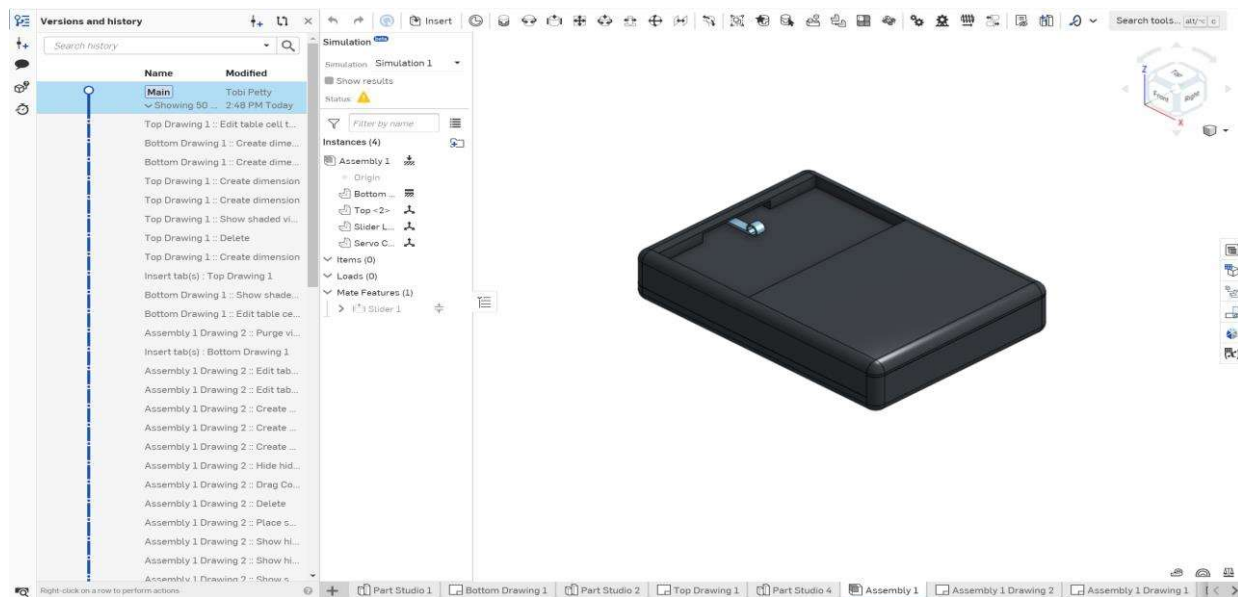 Versions and history
Insert
Search tools... alt/⌥ c
Search history
Name Modified
Main Tobi Petty
Showing 50 ... 2:48 PM Today
Top Drawing 1 :: Edit table cell t...
Bottom Drawing 1 :: Create dime...
Bottom Drawing 1 :: Create dime...
Top Drawing 1 :: Create dimension
Top Drawing 1 :: Create dimension
Top Drawing 1 :: Show shaded vi...
Top Drawing 1 :: Delete
Top Drawing 1 :: Create dimension
Insert tab(s) : Top Drawing 1
Bottom Drawing 1 :: Show shade...
Bottom Drawing 1 :: Edit table ce...
Assembly 1 Drawing 2 :: Purge vi...
Insert tab(s) : Bottom Drawing 1
Assembly 1 Drawing 2 :: Edit tab...
Assembly 1 Drawing 2 :: Edit tab...
Assembly 1 Drawing 2 :: Create ...
Assembly 1 Drawing 2 :: Create ...
Assembly 1 Drawing 2 :: Create ...
Assembly 1 Drawing 2 :: Hide hid...
Assembly 1 Drawing 2 :: Drag Co...
Assembly 1 Drawing 2 :: Delete
Assembly 1 Drawing 2 :: Place s...
Assembly 1 Drawing 2 :: Show hi...
Assembly 1 Drawing 2 :: Show hi...
Assembly 1 Drawing 2 :: Show s...
Right-click on a row to perform actions
Simulation beta
Simulation Simulation 1
Show results
Status
Filter by name
Instances (4)
Assembly 1
Origin
Bottom ...
Top <2>
Slider L...
Servo C...
Items (0)
Loads (0)
Mate Features (1)
Slider 1
Z
Top
Front
Right
X
Part Studio 1
Bottom Drawing 1
Part Studio 2
Top Drawing 1
Part Studio 4
Assembly 1
Assembly 1 Drawing 2
Assembly 1 Drawing 1